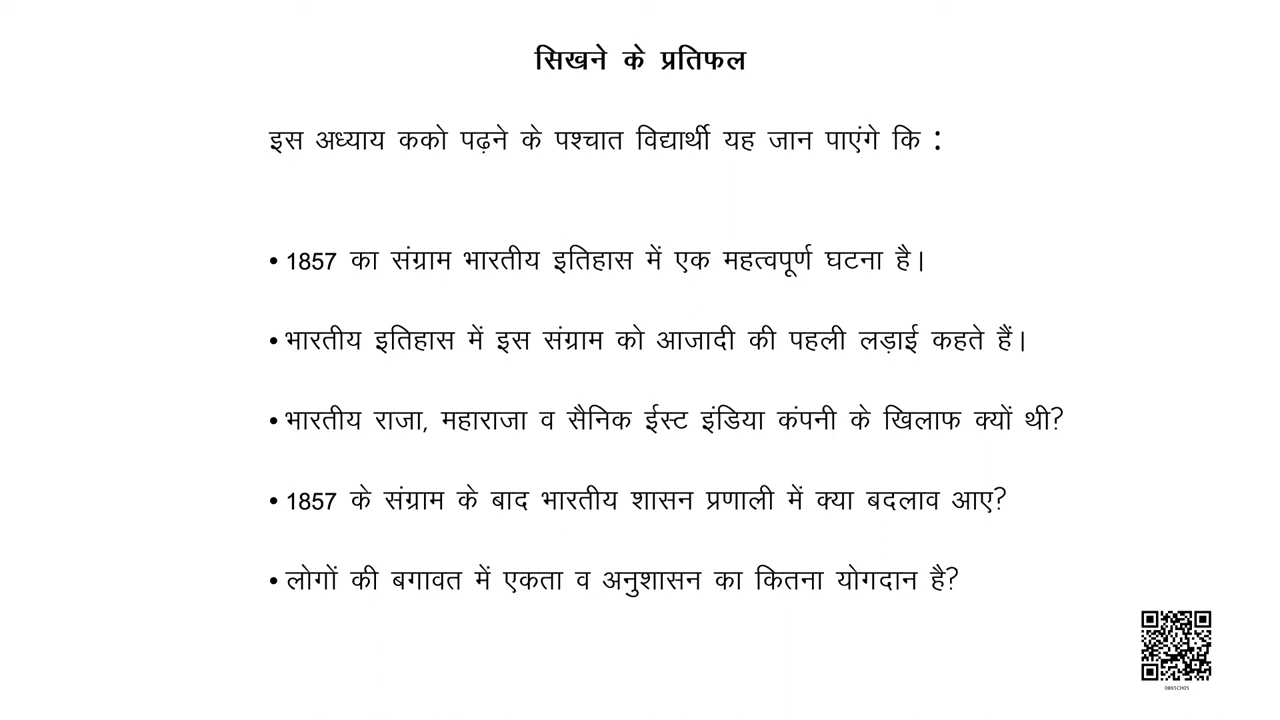 सिखने के प्रतिफल
इस अध्याय कको पढ़ने के पश्चात विद्यार्थी यह जान पाएंगे कि :
• 1857 का संग्राम भारतीय इतिहास में एक महत्वपूर्ण घटना है।
• भारतीय इतिहास में इस संग्राम को आजादी की पहली लड़ाई कहते हैं।
• भारतीय राजा, महाराजा व सैनिक ईस्ट इंडिया कंपनी के खिलाफ क्यों थी?
• 1857 के संग्राम के बाद भारतीय शासन प्रणाली में क्या बदलाव आए?
• लोगों की बगावत में एकता व अनुशासन का कितना योगदान है?
0865CH05